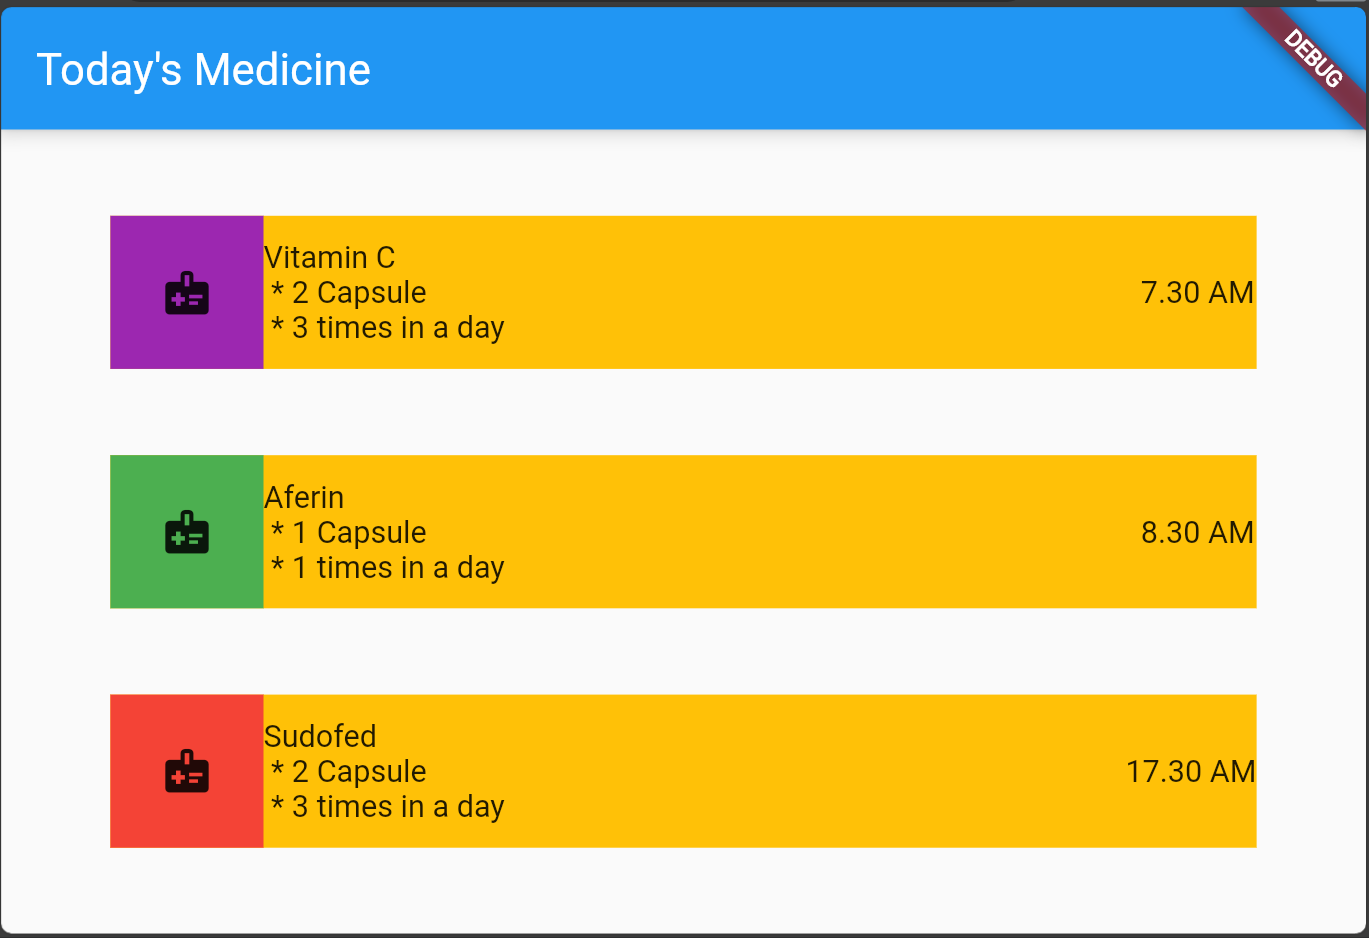 Today's Medicine
DEBUG
Vitamin C
* 2 Capsule
7.30 AM
* 3 times in a day
Aferin
* 1 Capsule
8.30 AM
* 1 times in a day
Sudofed
* 2 Capsule
17.30 AM
* 3 times in a day